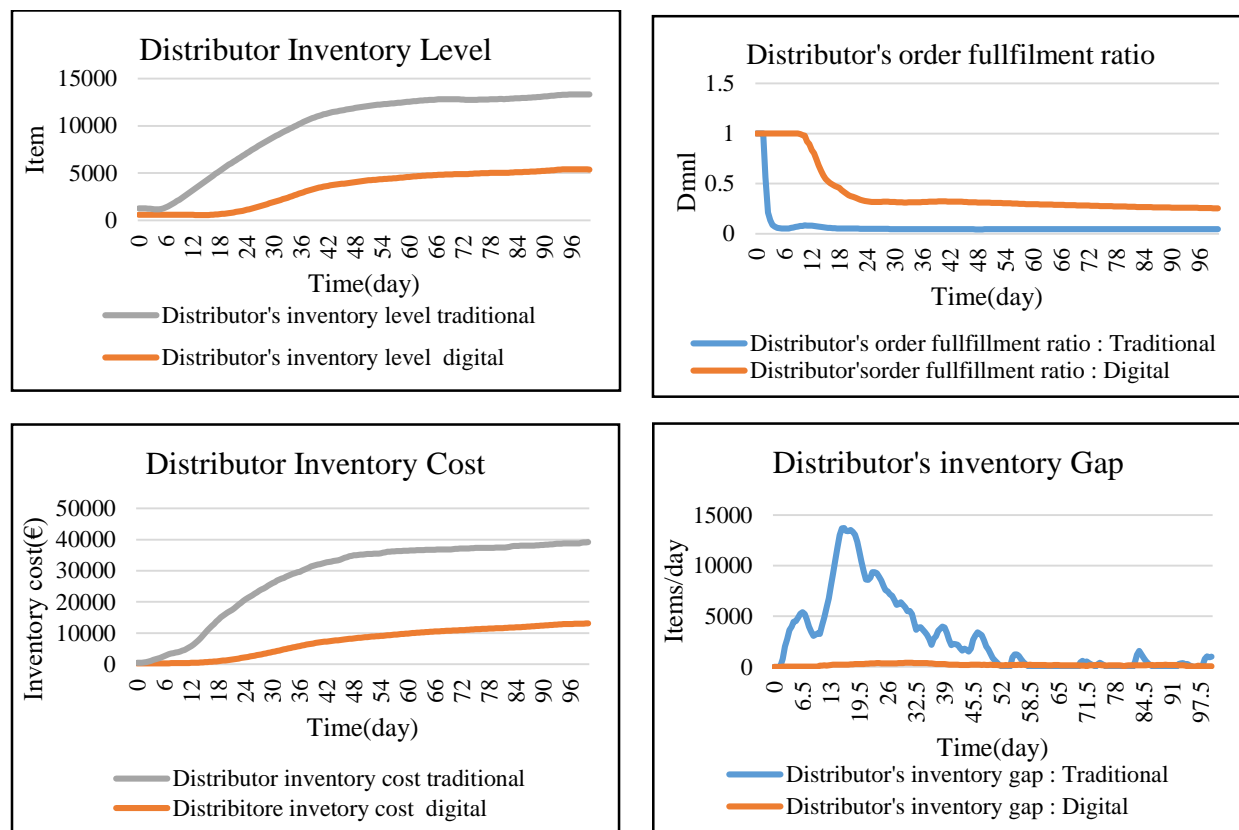 Distributor Inventory Level
15000
10000
5000
0
Item
0 6 12 18 24 30 36 42 48 54 60 66 72 78 84 90 96
Time(day)
Distributor's inventory level traditional
Distributor's inventory level digital
Distributor's order fullfilment ratio
1.5
1
0.5
0
Dmnl
0 6 12 18 24 30 36 42 48 54 60 66 72 78 84 90 96
Time(day)
Distributor's order fullfillment ratio : Traditional
Distributor'sorder fullfillment ratio : Digital
Distributor Inventory Cost
50000
40000
30000
20000
10000
0
Inventory cost(€)
0 6 12 18 24 30 36 42 48 54 60 66 72 78 84 90 96
Time(day)
Distributor inventory cost traditional
Distribitore invetory cost digital
Distributor's inventory Gap
15000
10000
5000
0
Items/day
0 6.5 13 19.5 26 32.5 39 45.5 52 58.5 65 71.5 78 84.5 91 97.5
Time(day)
Distributor's inventory gap : Traditional
Distributor's inventory gap : Digital